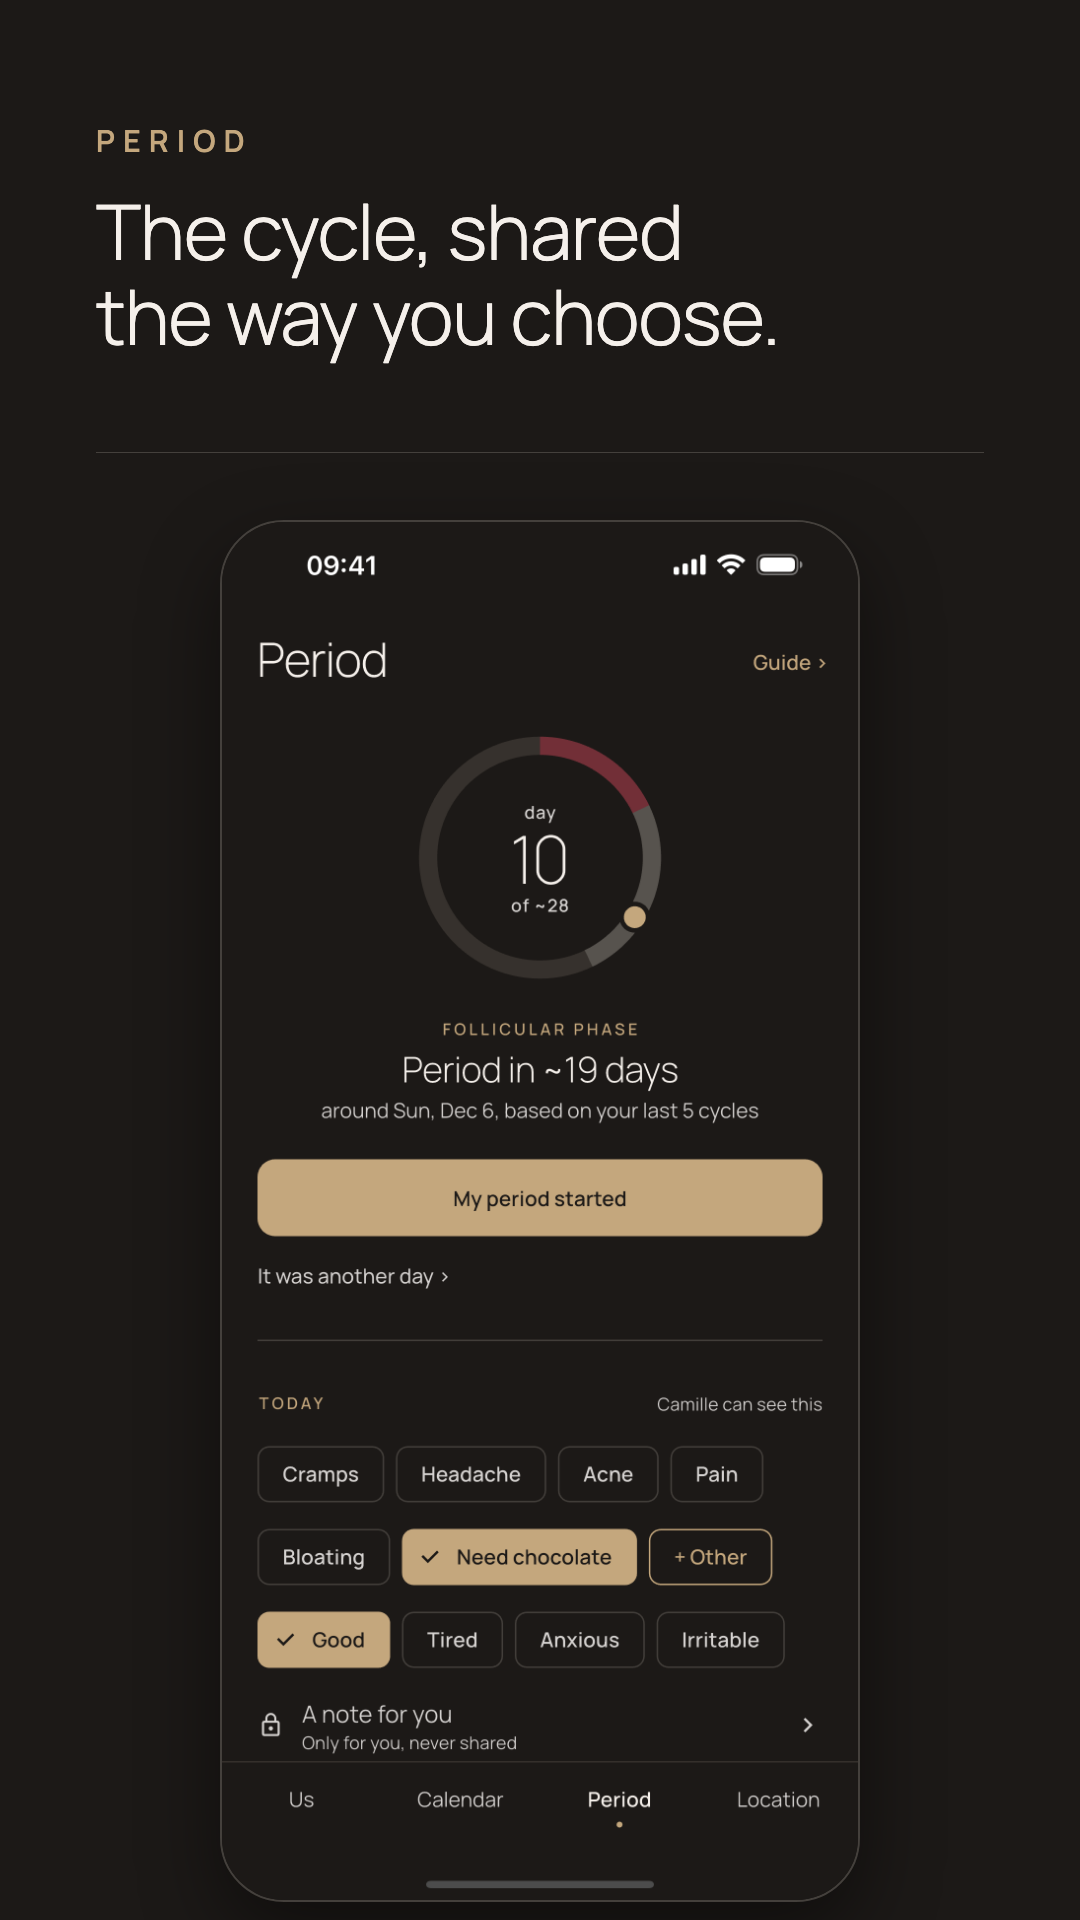 PERIOD
The cycle, shared
the way you choose.
09:41
Period
Guide ›
day
10
of ~28
FOLLICULAR PHASE
Period in ~19 days
around Sun, Dec 6, based on your last 5 cycles
My period started
It was another day ›
TODAY
Camille can see this
Cramps
Headache
Acne
Pain
Bloating
Need chocolate
+ Other
Good
Tired
Anxious
Irritable
A note for you
Only for you, never shared
Us
Calendar
Period
Location